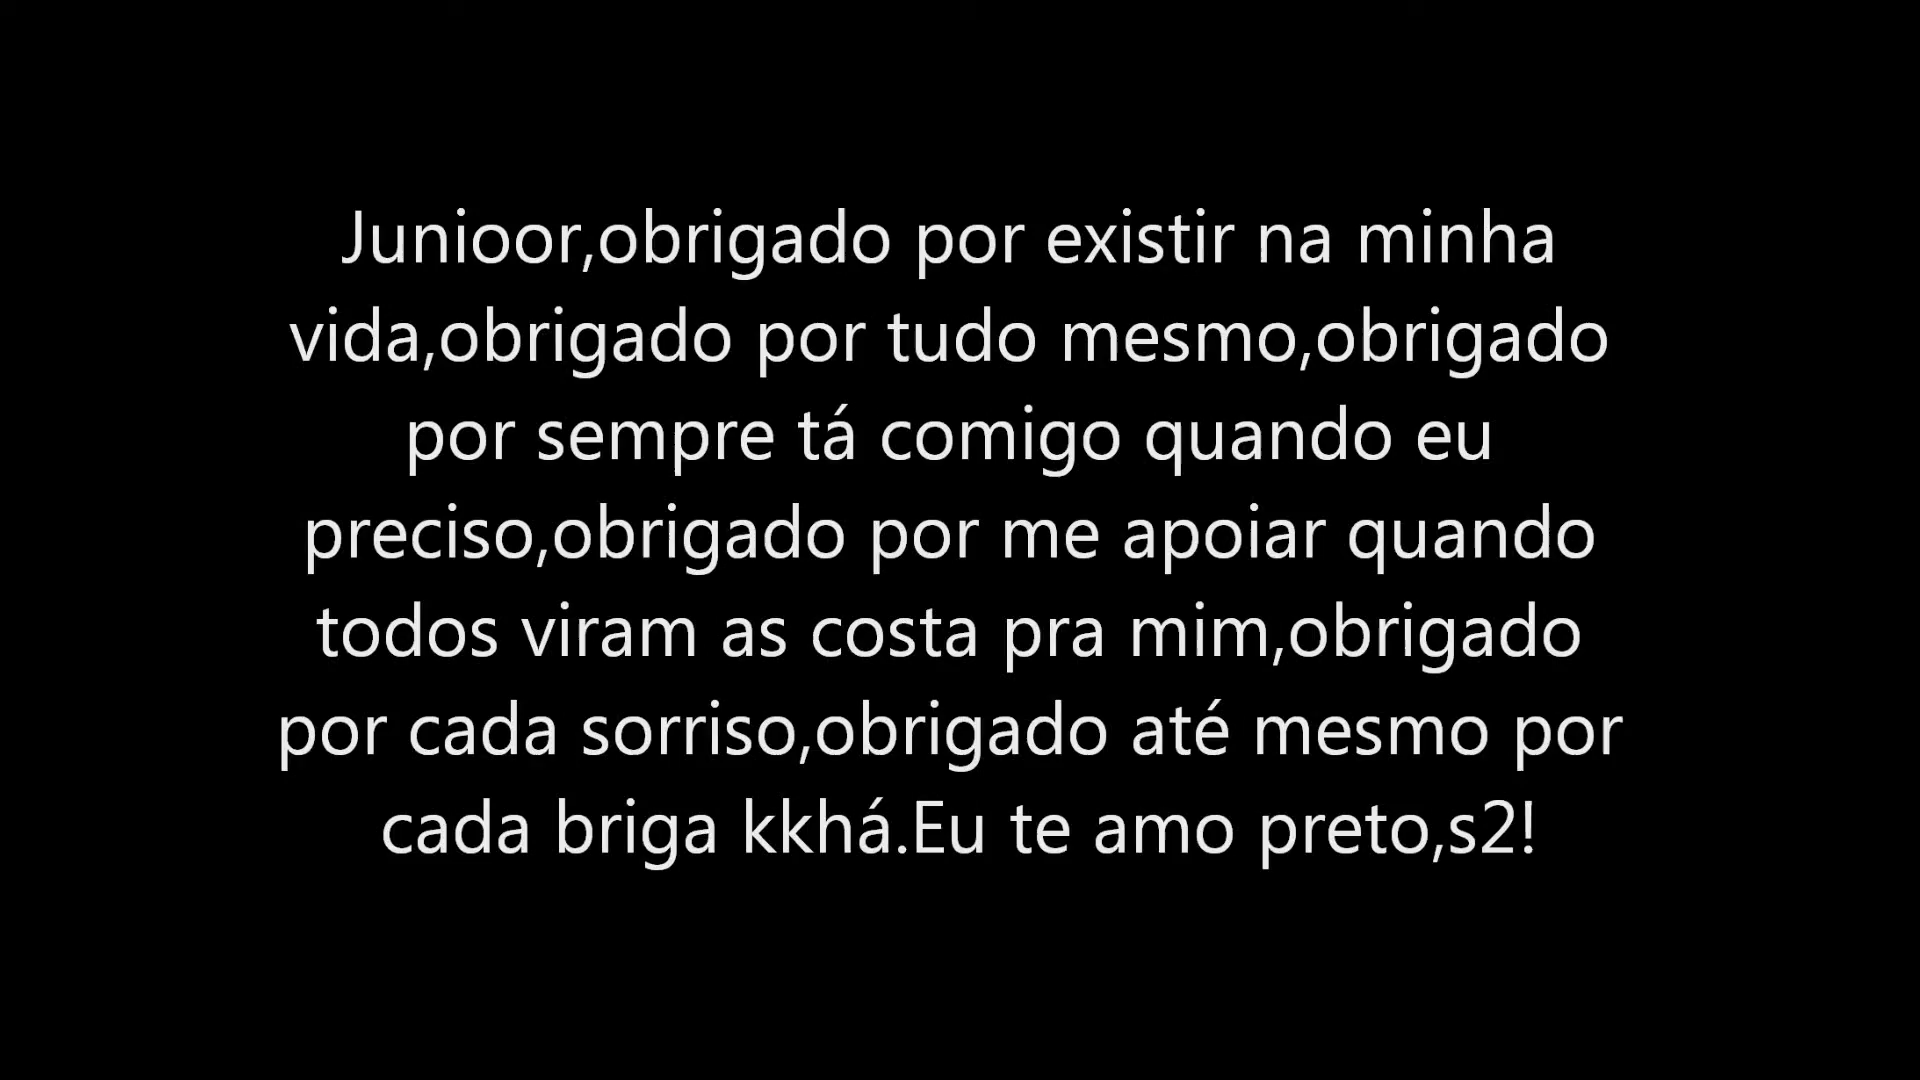 Junioor,obrigado por existir na minha
vida,obrigado por tudo mesmo,obrigado
por sempre tá comigo quando eu
preciso,obrigado por me apoiar quando
todos viram as costa pra mim,obrigado
por cada sorriso,obrigado até mesmo por
cada briga kkhá.Eu te amo preto,s2!